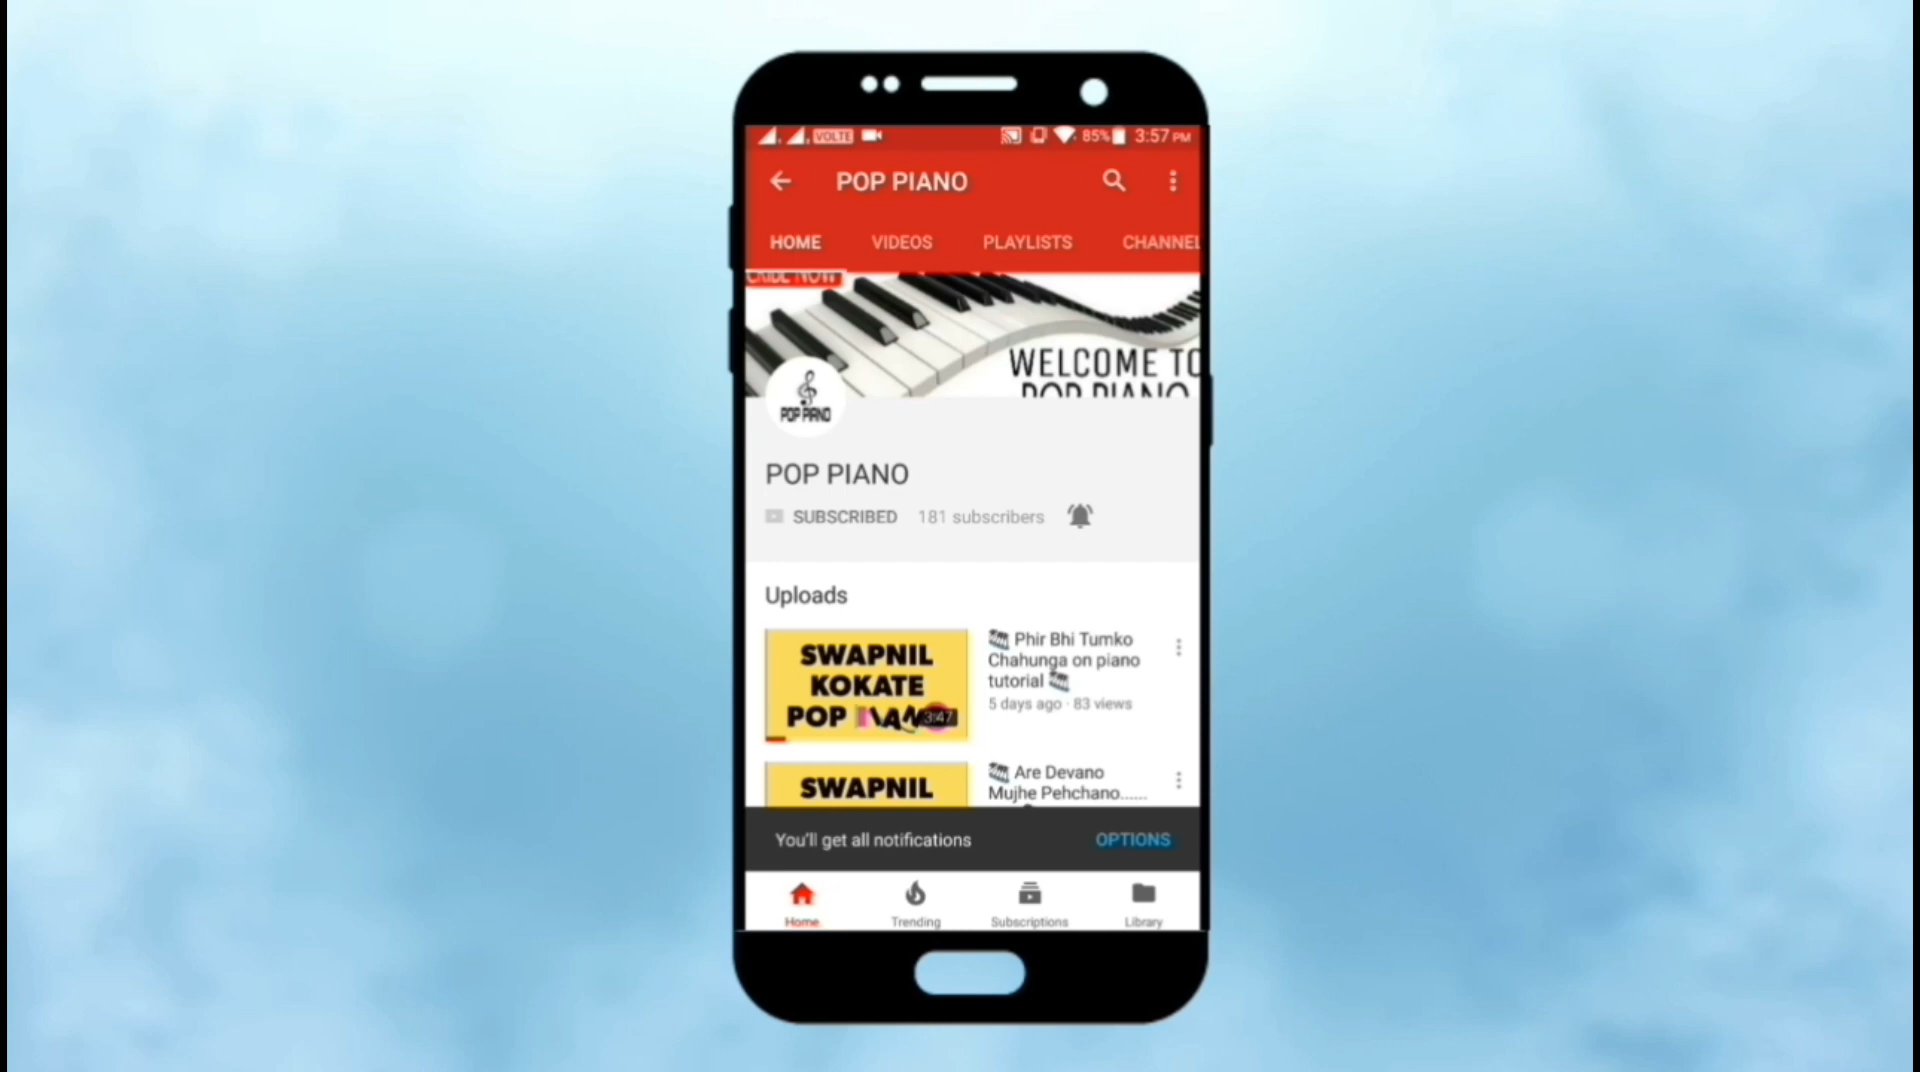 VOLTE 85% 3:57 PM
POP PIANO
HOME VIDEOS PLAYLISTS CHANNEL
WELCOME TO
POP PIANO
POP PIANO
POP PIANO
SUBSCRIBED 181 subscribers
Uploads
SWAPNIL
KOKATE
POP
3:47
Phir Bhi Tumko
Chahunga on piano
tutorial
5 days ago · 83 views
SWAPNIL
Are Devano
Mujhe Pehchano......
You'll get all notifications OPTIONS
Home Trending Subscriptions Library